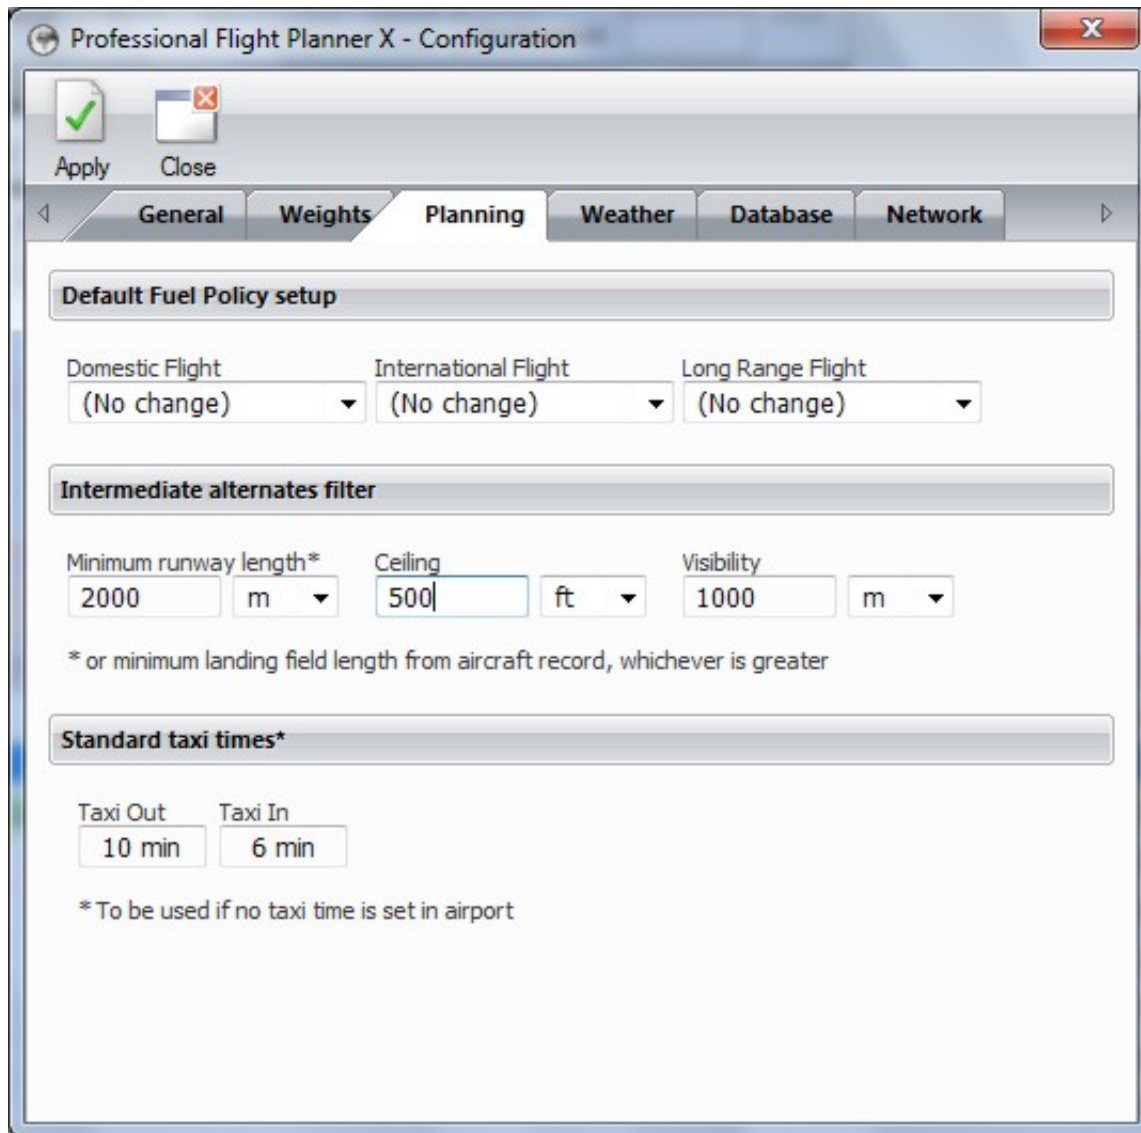 Professional Flight Planner X - Configuration
Apply Close
General Weights Planning Weather Database Network
Default Fuel Policy setup
Domestic Flight International Flight Long Range Flight
(No change) (No change) (No change)
Intermediate alternates filter
Minimum runway length* Ceiling Visibility
2000 m 500 ft 1000 m
* or minimum landing field length from aircraft record, whichever is greater
Standard taxi times*
Taxi Out Taxi In
10 min 6 min
* To be used if no taxi time is set in airport